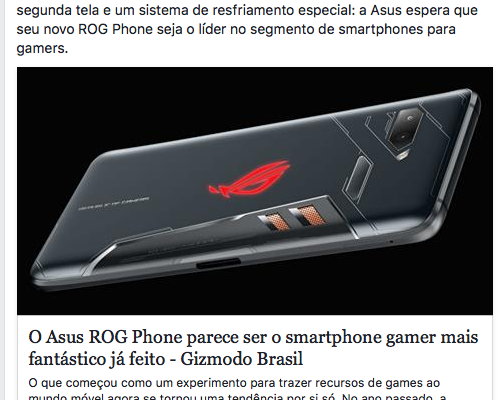 segunda tela e um sistema de resfriamento especial: a Asus espera que
seu novo ROG Phone seja o líder no segmento de smartphones para
gamers.
REPUBLIC OF GAMERS
O Asus ROG Phone parece ser o smartphone gamer mais
fantástico já feito - Gizmodo Brasil
O que começou como um experimento para trazer recursos de games ao
mundo móvel agora se tornou uma tendência por si só. No ano passado, a